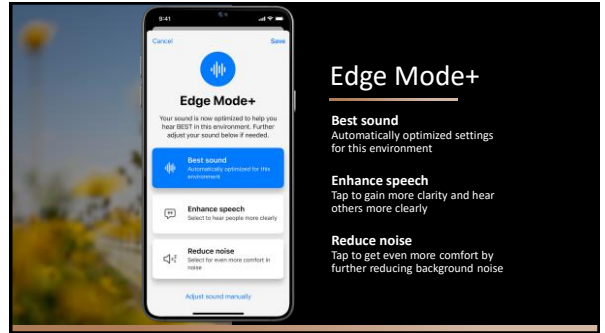 9:41
Cancel
Save
Edge Mode+
Your sound is now optimized to help you
hear BEST in this environment. Further
adjust your sound below if needed.
Best sound
Automatically optimized for this
environment
Enhance speech
Select to hear people more clearly
Reduce noise
Select for even more comfort in
noise
Adjust sound manually
Edge Mode+
Best sound
Automatically optimized settings
for this environment
Enhance speech
Tap to gain more clarity and hear
others more clearly
Reduce noise
Tap to get even more comfort by
further reducing background noise